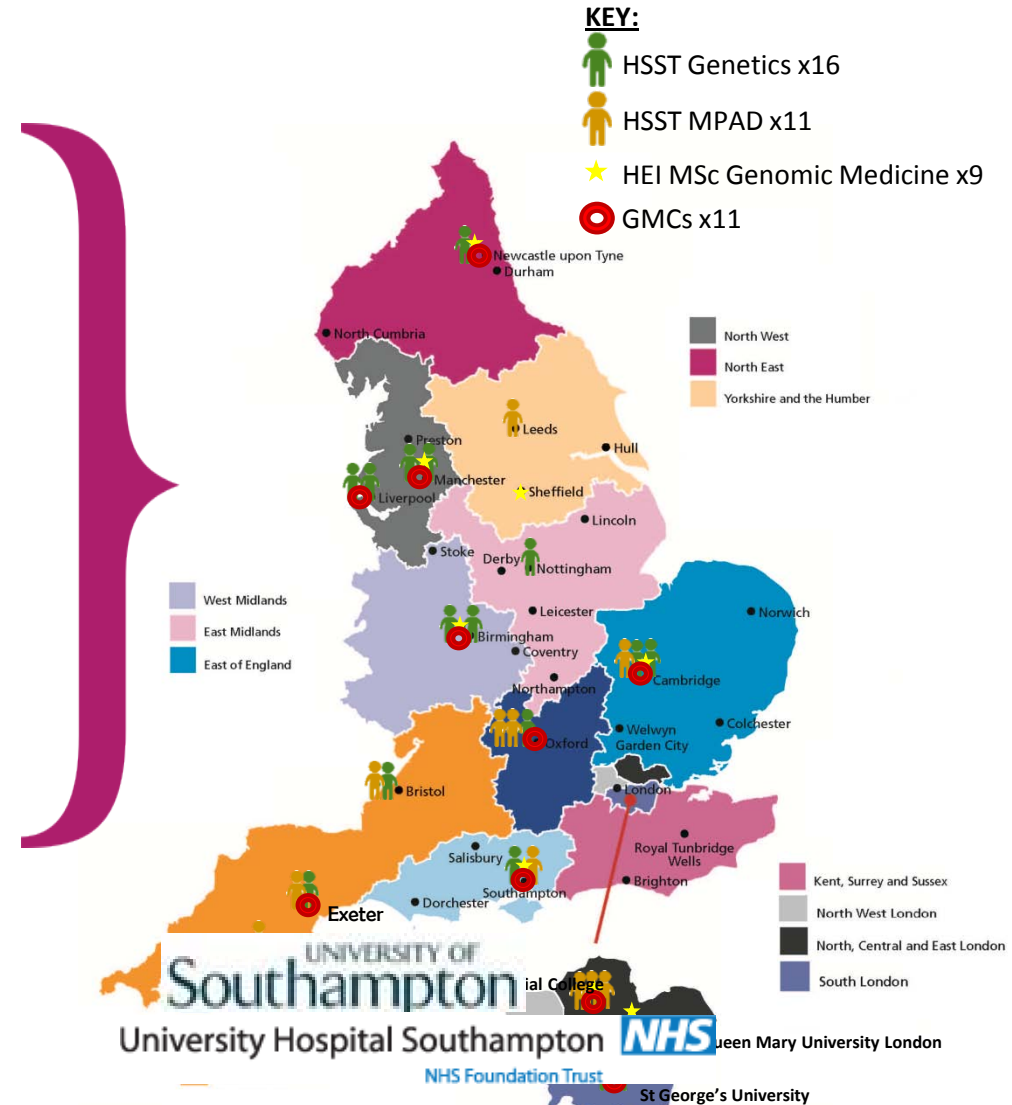 KEY:
HSST Genetics x16
HSST MPAD x11
HEI MSc Genomic Medicine x9
GMCs x11
Newcastle upon Tyne
Durham
North Cumbria
North West
North East
Yorkshire and the Humber
Leeds
Preston
Hull
Manchester
Liverpool
Sheffield
Lincoln
Stoke
Derby
Nottingham
West Midlands
East Midlands
East of England
Leicester
Norwich
Birmingham
Coventry
Northampton
Cambridge
Oxford
Welwyn
Garden City
Colchester
Bristol
London
Salisbury
Royal Tunbridge
Wells
Southampton
Brighton
Dorchester
Exeter
Kent, Surrey and Sussex
North West London
North, Central and East London
South London
UNIVERSITY OF
Southampton
ial College
University Hospital Southampton NHS
NHS Foundation Trust
ueen Mary University London
St George's University